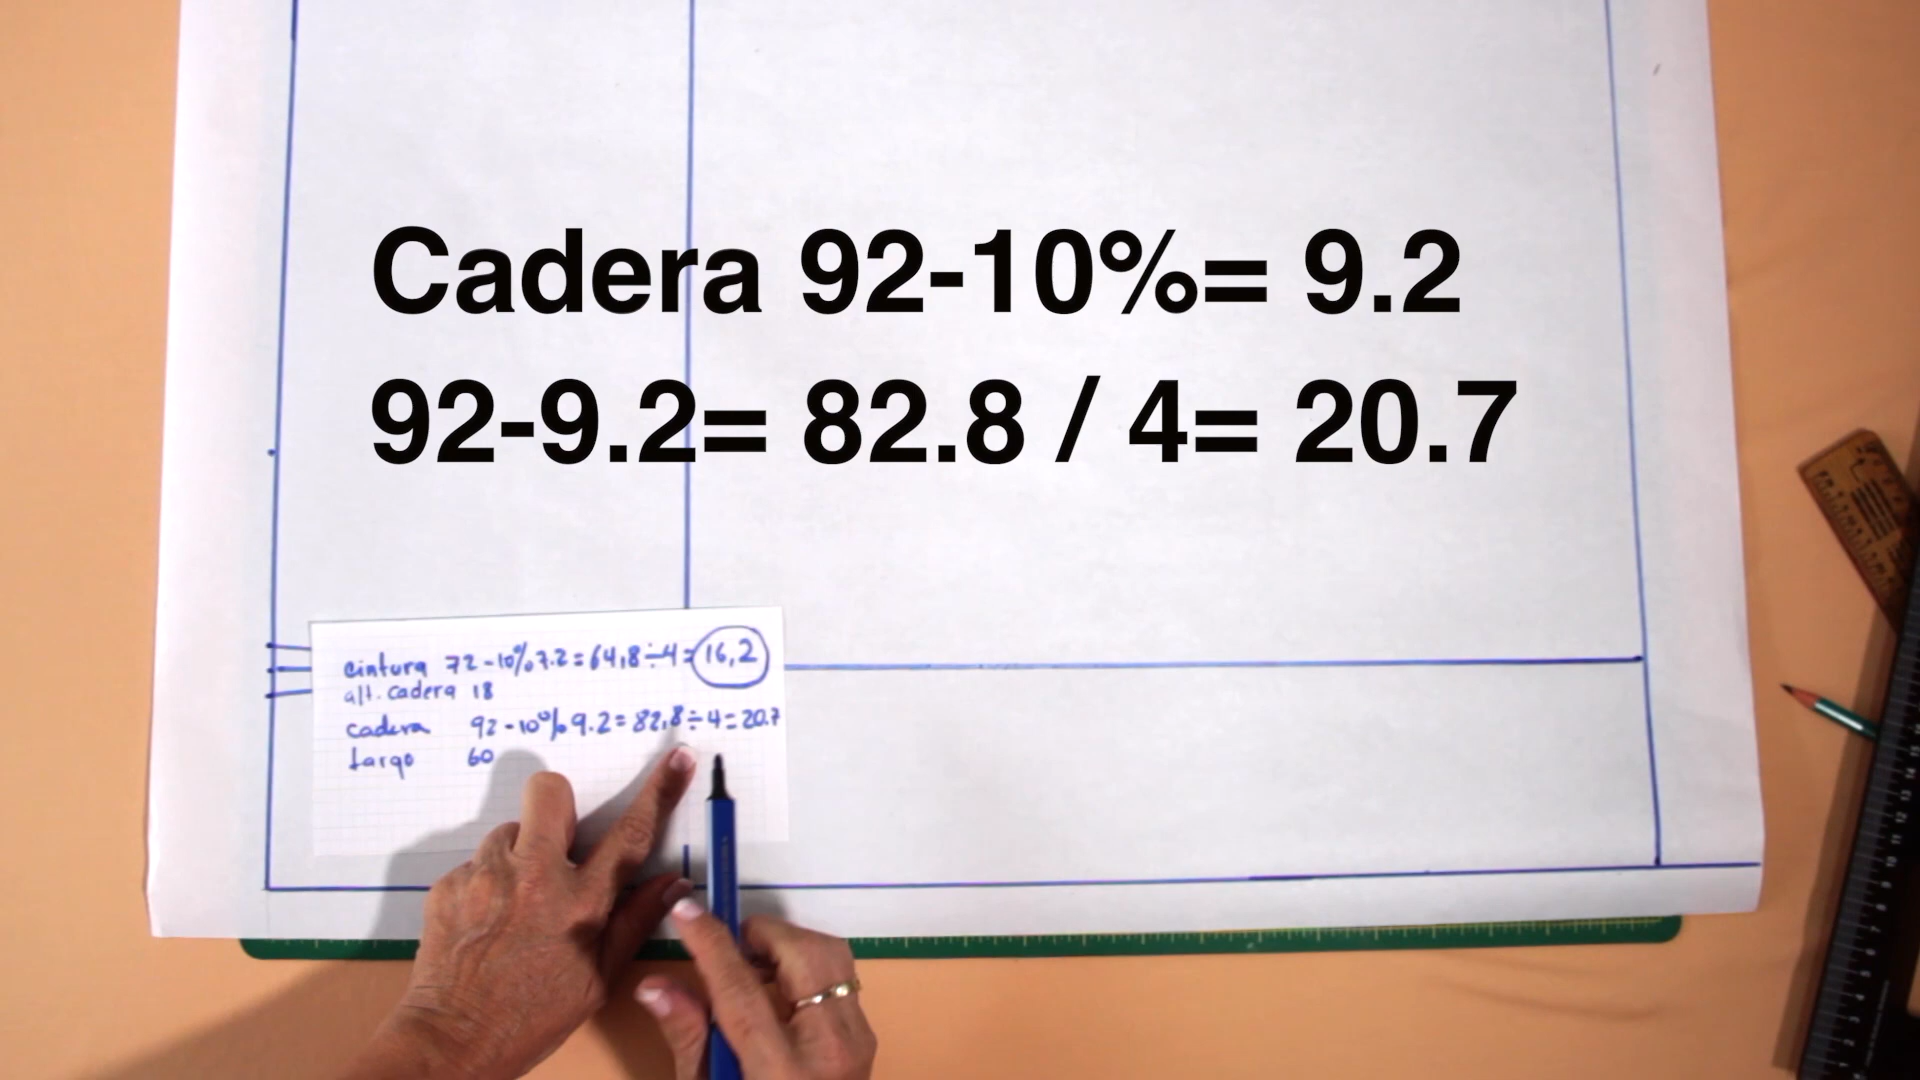 Cadera 92-10%= 9.2
92-9.2= 82.8 / 4= 20.7
cintura 72-10% 7.2=64,8÷4=16,2
alt. cadera 18
cadera 92-10% 9.2=82,8÷4=20.7
largo 60